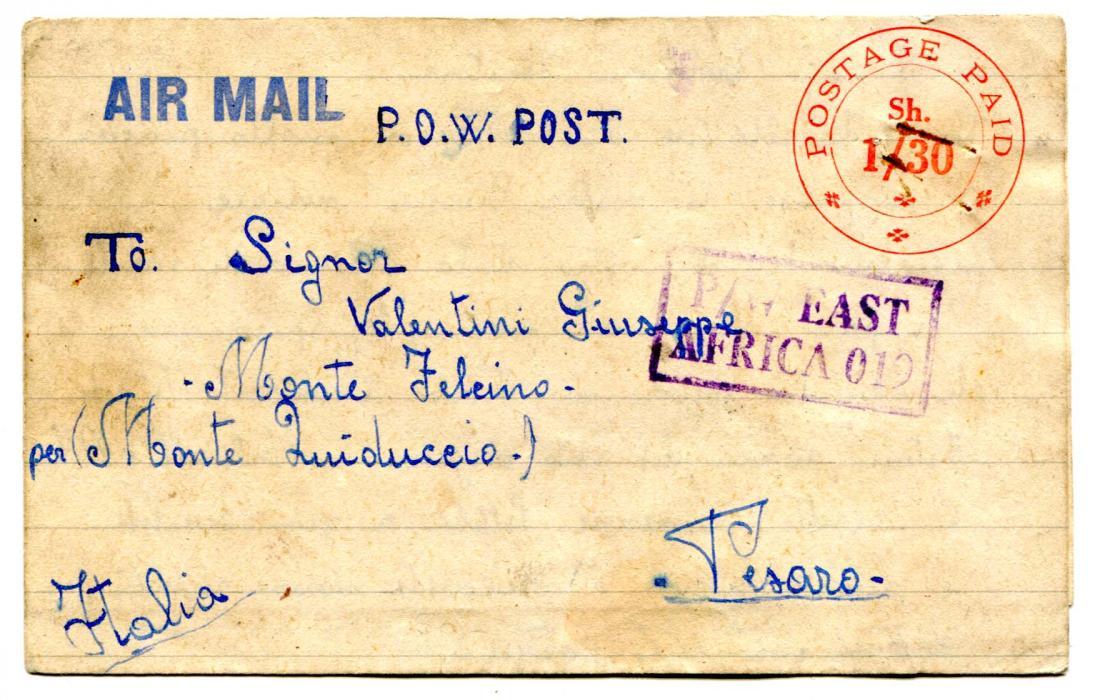 AIR MAIL
P.O.W. POST.
POSTAGE PAID
Sh.
1/30
To. Signor
Valentini Giuseppe
P/W EAST
AFRICA 019
- Monte Felcino -
per (Monte Guiduccio.)
- Pesaro -
Italia